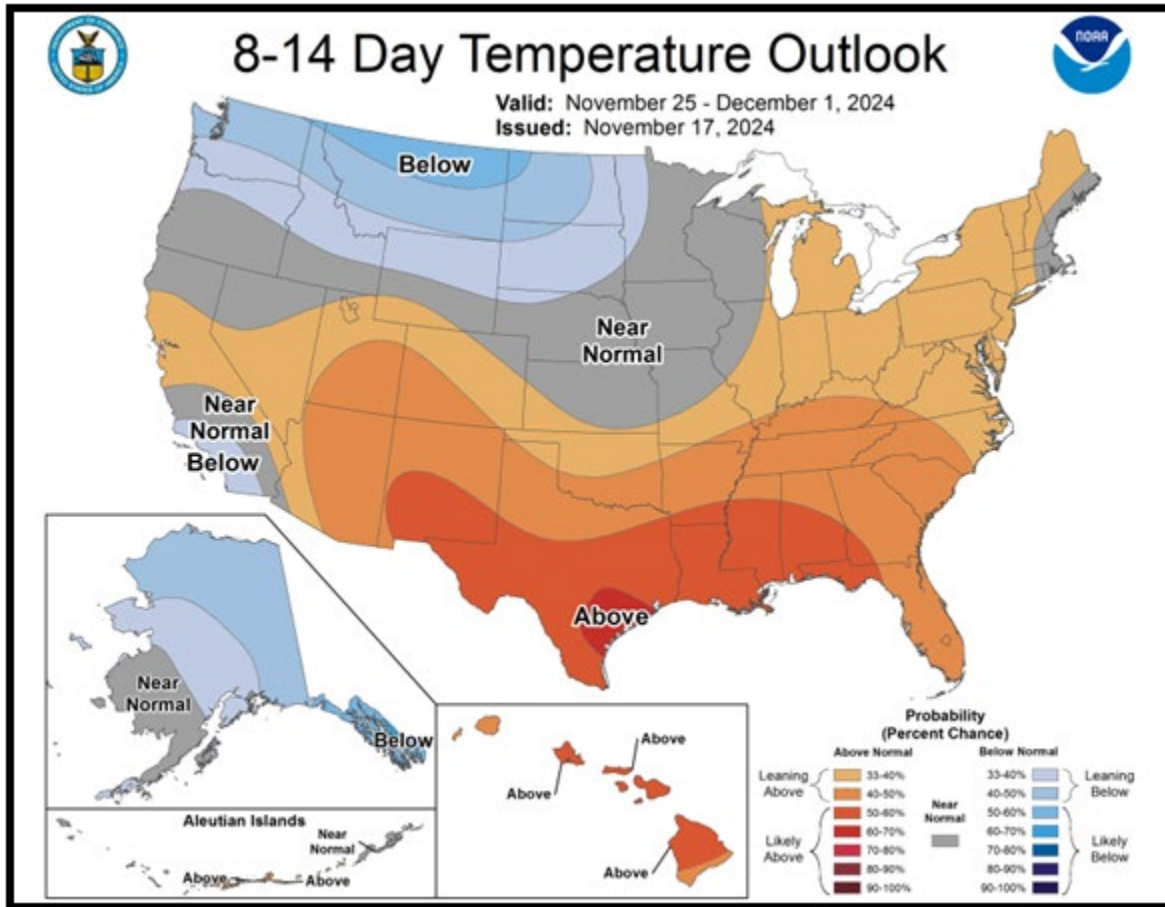 8-14 Day Temperature Outlook
Valid: November 25 - December 1, 2024
Issued: November 17, 2024
NOAA
Below
Near
Normal
Near
Normal
Below
Above
Near
Normal
Below
Aleutian Islands
Near
Normal
Above
Above
Above
Above
Above
Probability
(Percent Chance)
Above Normal
Below Normal
Leaning
Above
33-40%
40-50%
Likely
Above
50-60%
60-70%
70-80%
80-90%
90-100%
Near
Normal
33-40%
40-50%
Leaning
Below
50-60%
60-70%
70-80%
80-90%
90-100%
Likely
Below